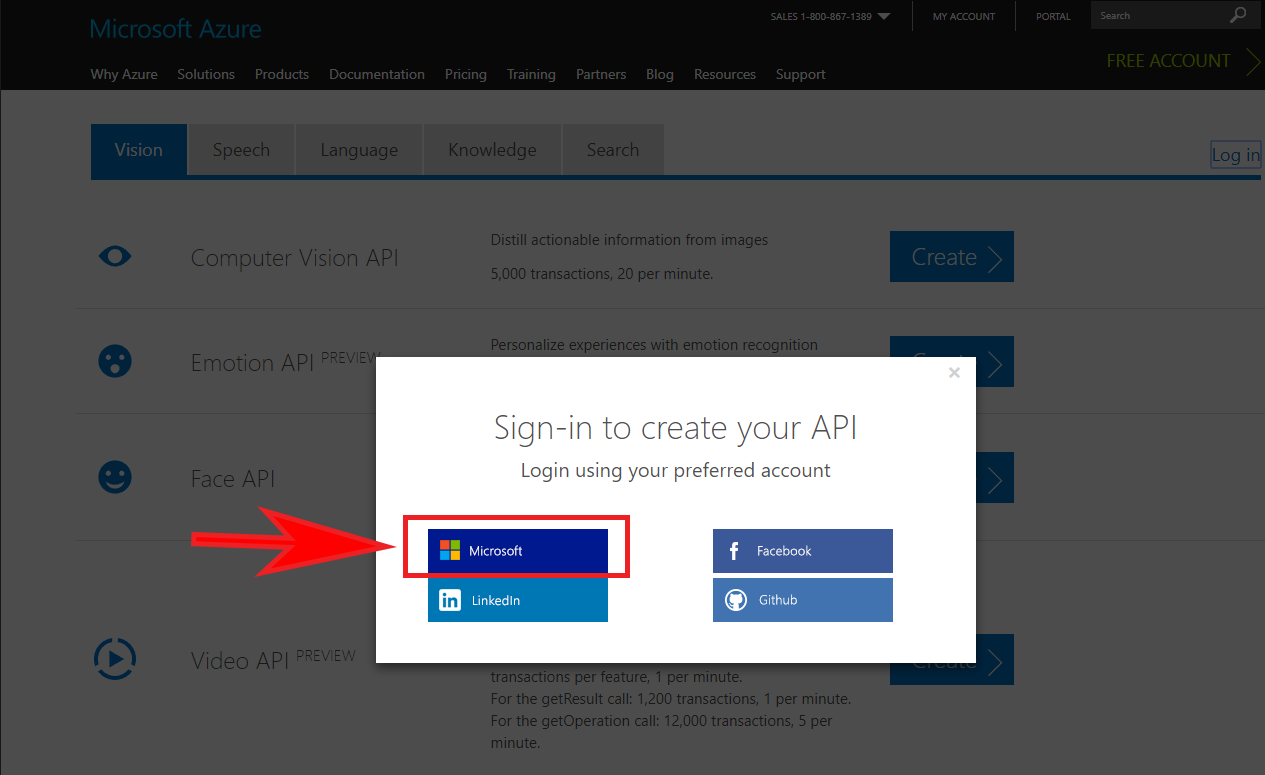 Microsoft Azure
SALES 1-800-867-1389
MY ACCOUNT
PORTAL
Search
Why Azure Solutions Products Documentation Pricing Training Partners Blog Resources Support
FREE ACCOUNT
Vision Speech Language Knowledge Search
Log in
Computer Vision API
Distill actionable information from images
5,000 transactions, 20 per minute.
Create
Emotion API PREVIEW
Personalize experiences with emotion recognition
Sign-in to create your API
Login using your preferred account
Face API
Microsoft
Facebook
LinkedIn
Github
Video API PREVIEW
transactions per feature, 1 per minute.
For the getResult call: 1,200 transactions, 1 per minute.
For the getOperation call: 12,000 transactions, 5 per
minute.